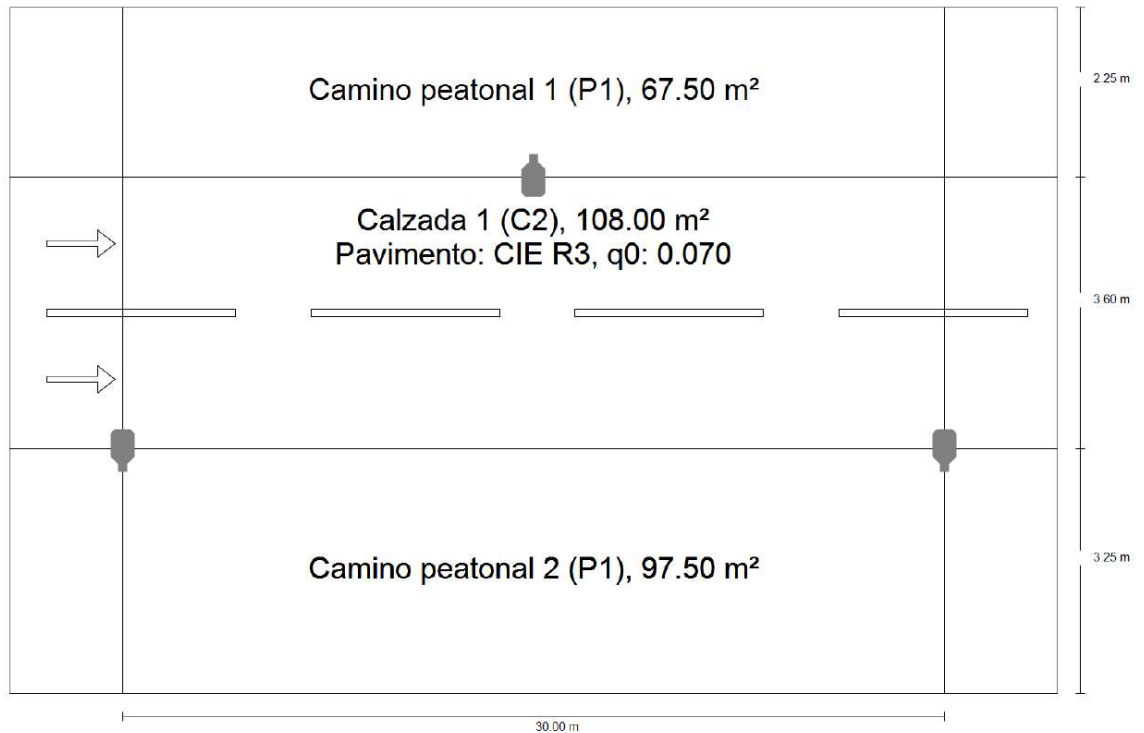 Camino peatonal 1 (P1), 67.50 m²
2.25 m
Calzada 1 (C2), 108.00 m²
Pavimento: CIE R3, q0: 0.070
3.60 m
Camino peatonal 2 (P1), 97.50 m²
3.25 m
30.00 m